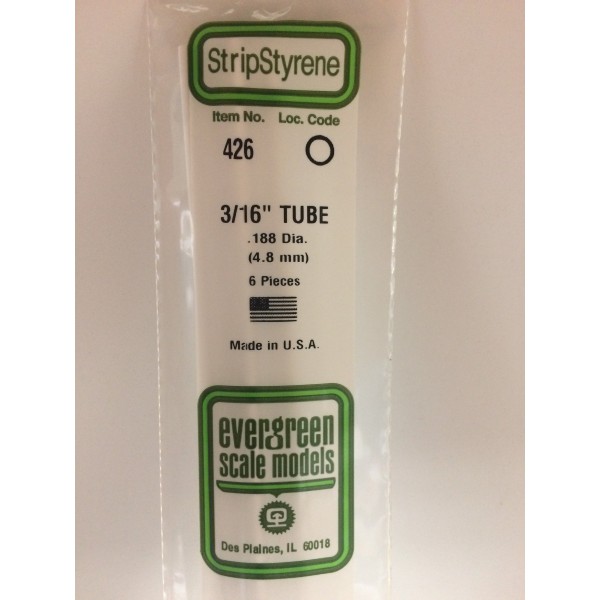 StripStyrene
Item No. Loc. Code
426 O
3/16" TUBE
.188 Dia.
(4.8 mm)
6 Pieces
Made in U.S.A.
evergreen
scale models
Des Plaines, IL 60018